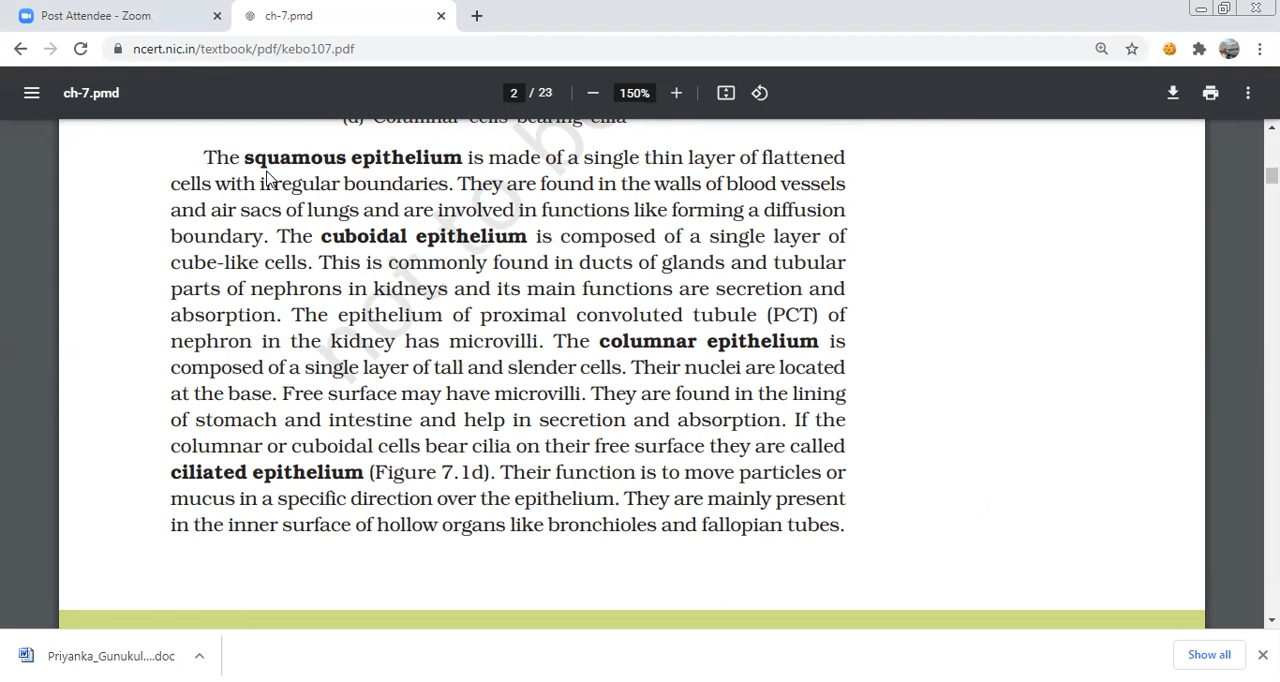 Post Attendee - Zoom
ch-7.pmd
ncert.nic.in/textbook/pdf/kebo107.pdf
ch-7.pmd
2 / 23
150%
(d) Columnar cells bearing cilia
The squamous epithelium is made of a single thin layer of flattened
cells with irregular boundaries. They are found in the walls of blood vessels
and air sacs of lungs and are involved in functions like forming a diffusion
boundary. The cuboidal epithelium is composed of a single layer of
cube-like cells. This is commonly found in ducts of glands and tubular
parts of nephrons in kidneys and its main functions are secretion and
absorption. The epithelium of proximal convoluted tubule (PCT) of
nephron in the kidney has microvilli. The columnar epithelium is
composed of a single layer of tall and slender cells. Their nuclei are located
at the base. Free surface may have microvilli. They are found in the lining
of stomach and intestine and help in secretion and absorption. If the
columnar or cuboidal cells bear cilia on their free surface they are called
ciliated epithelium (Figure 7.1d). Their function is to move particles or
mucus in a specific direction over the epithelium. They are mainly present
in the inner surface of hollow organs like bronchioles and fallopian tubes.
not to be
Priyanka_Gunukul....doc
Show all